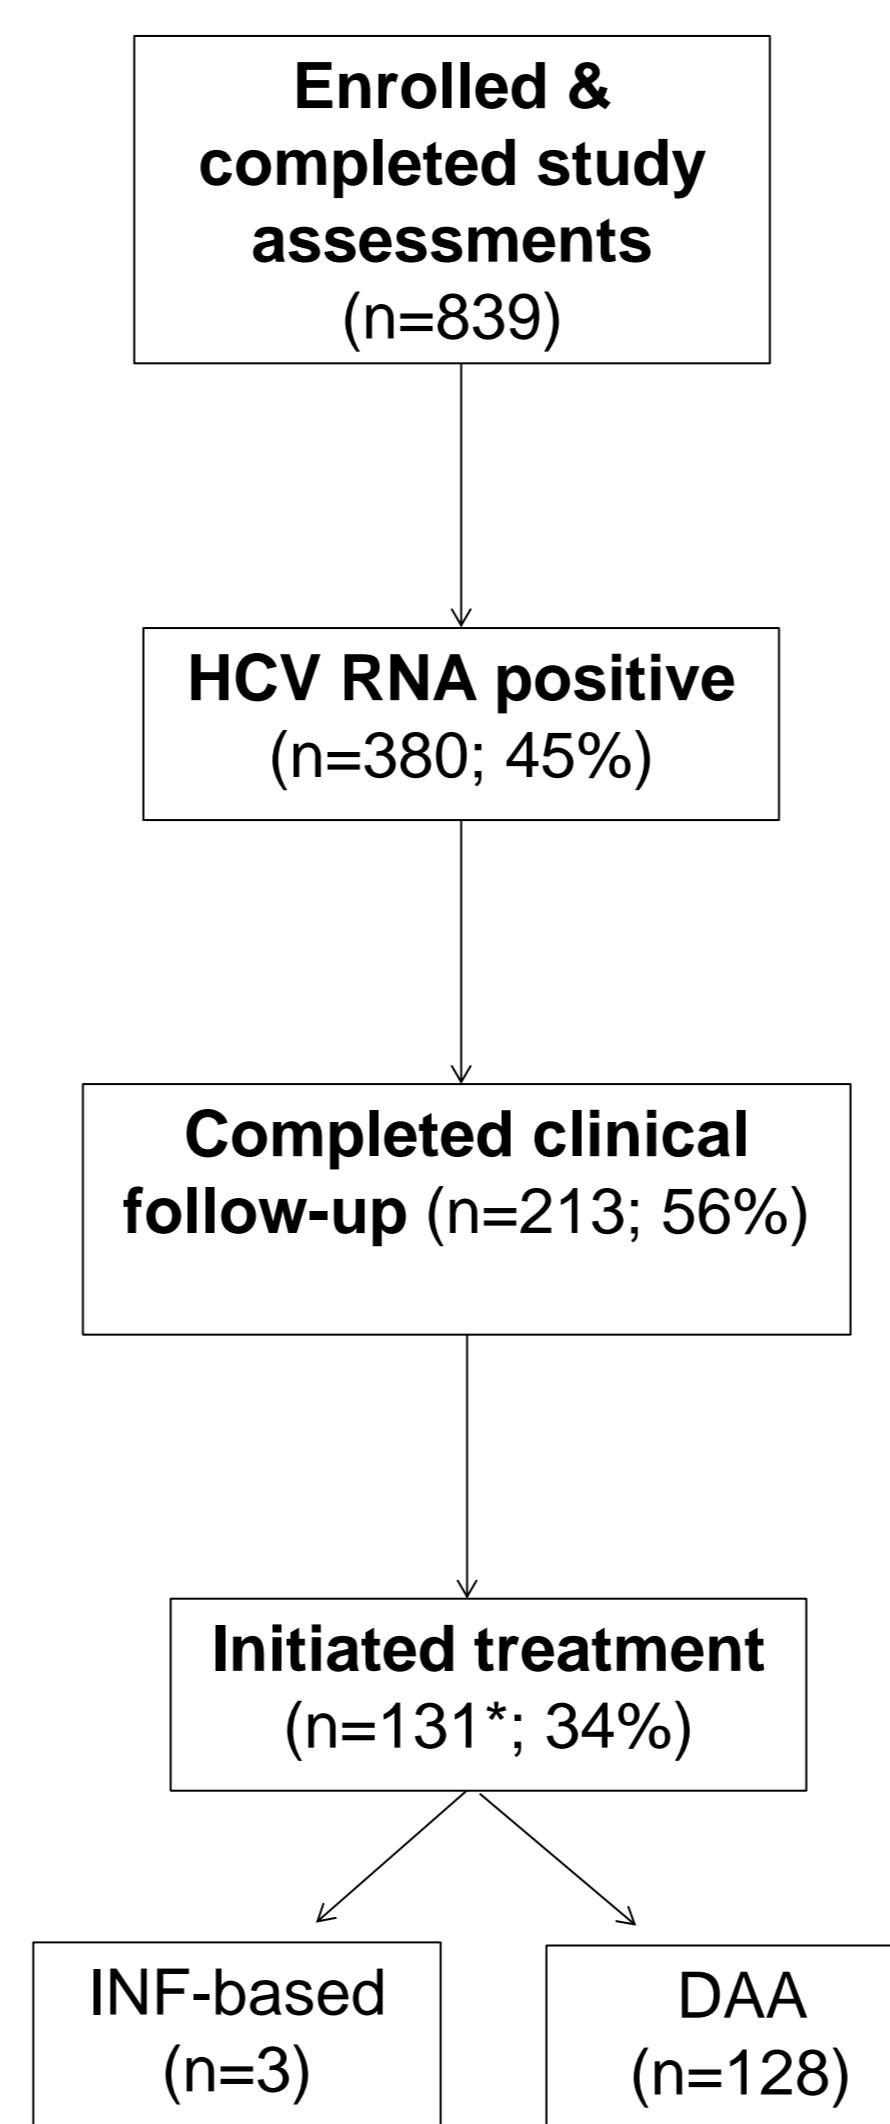 Enrolled &
completed study
assessments
(n=839)
HCV RNA positive
(n=380; 45%)
Completed clinical
follow-up (n=213; 56%)
Initiated treatment
(n=131*; 34%)
INF-based
(n=3)
DAA
(n=128)